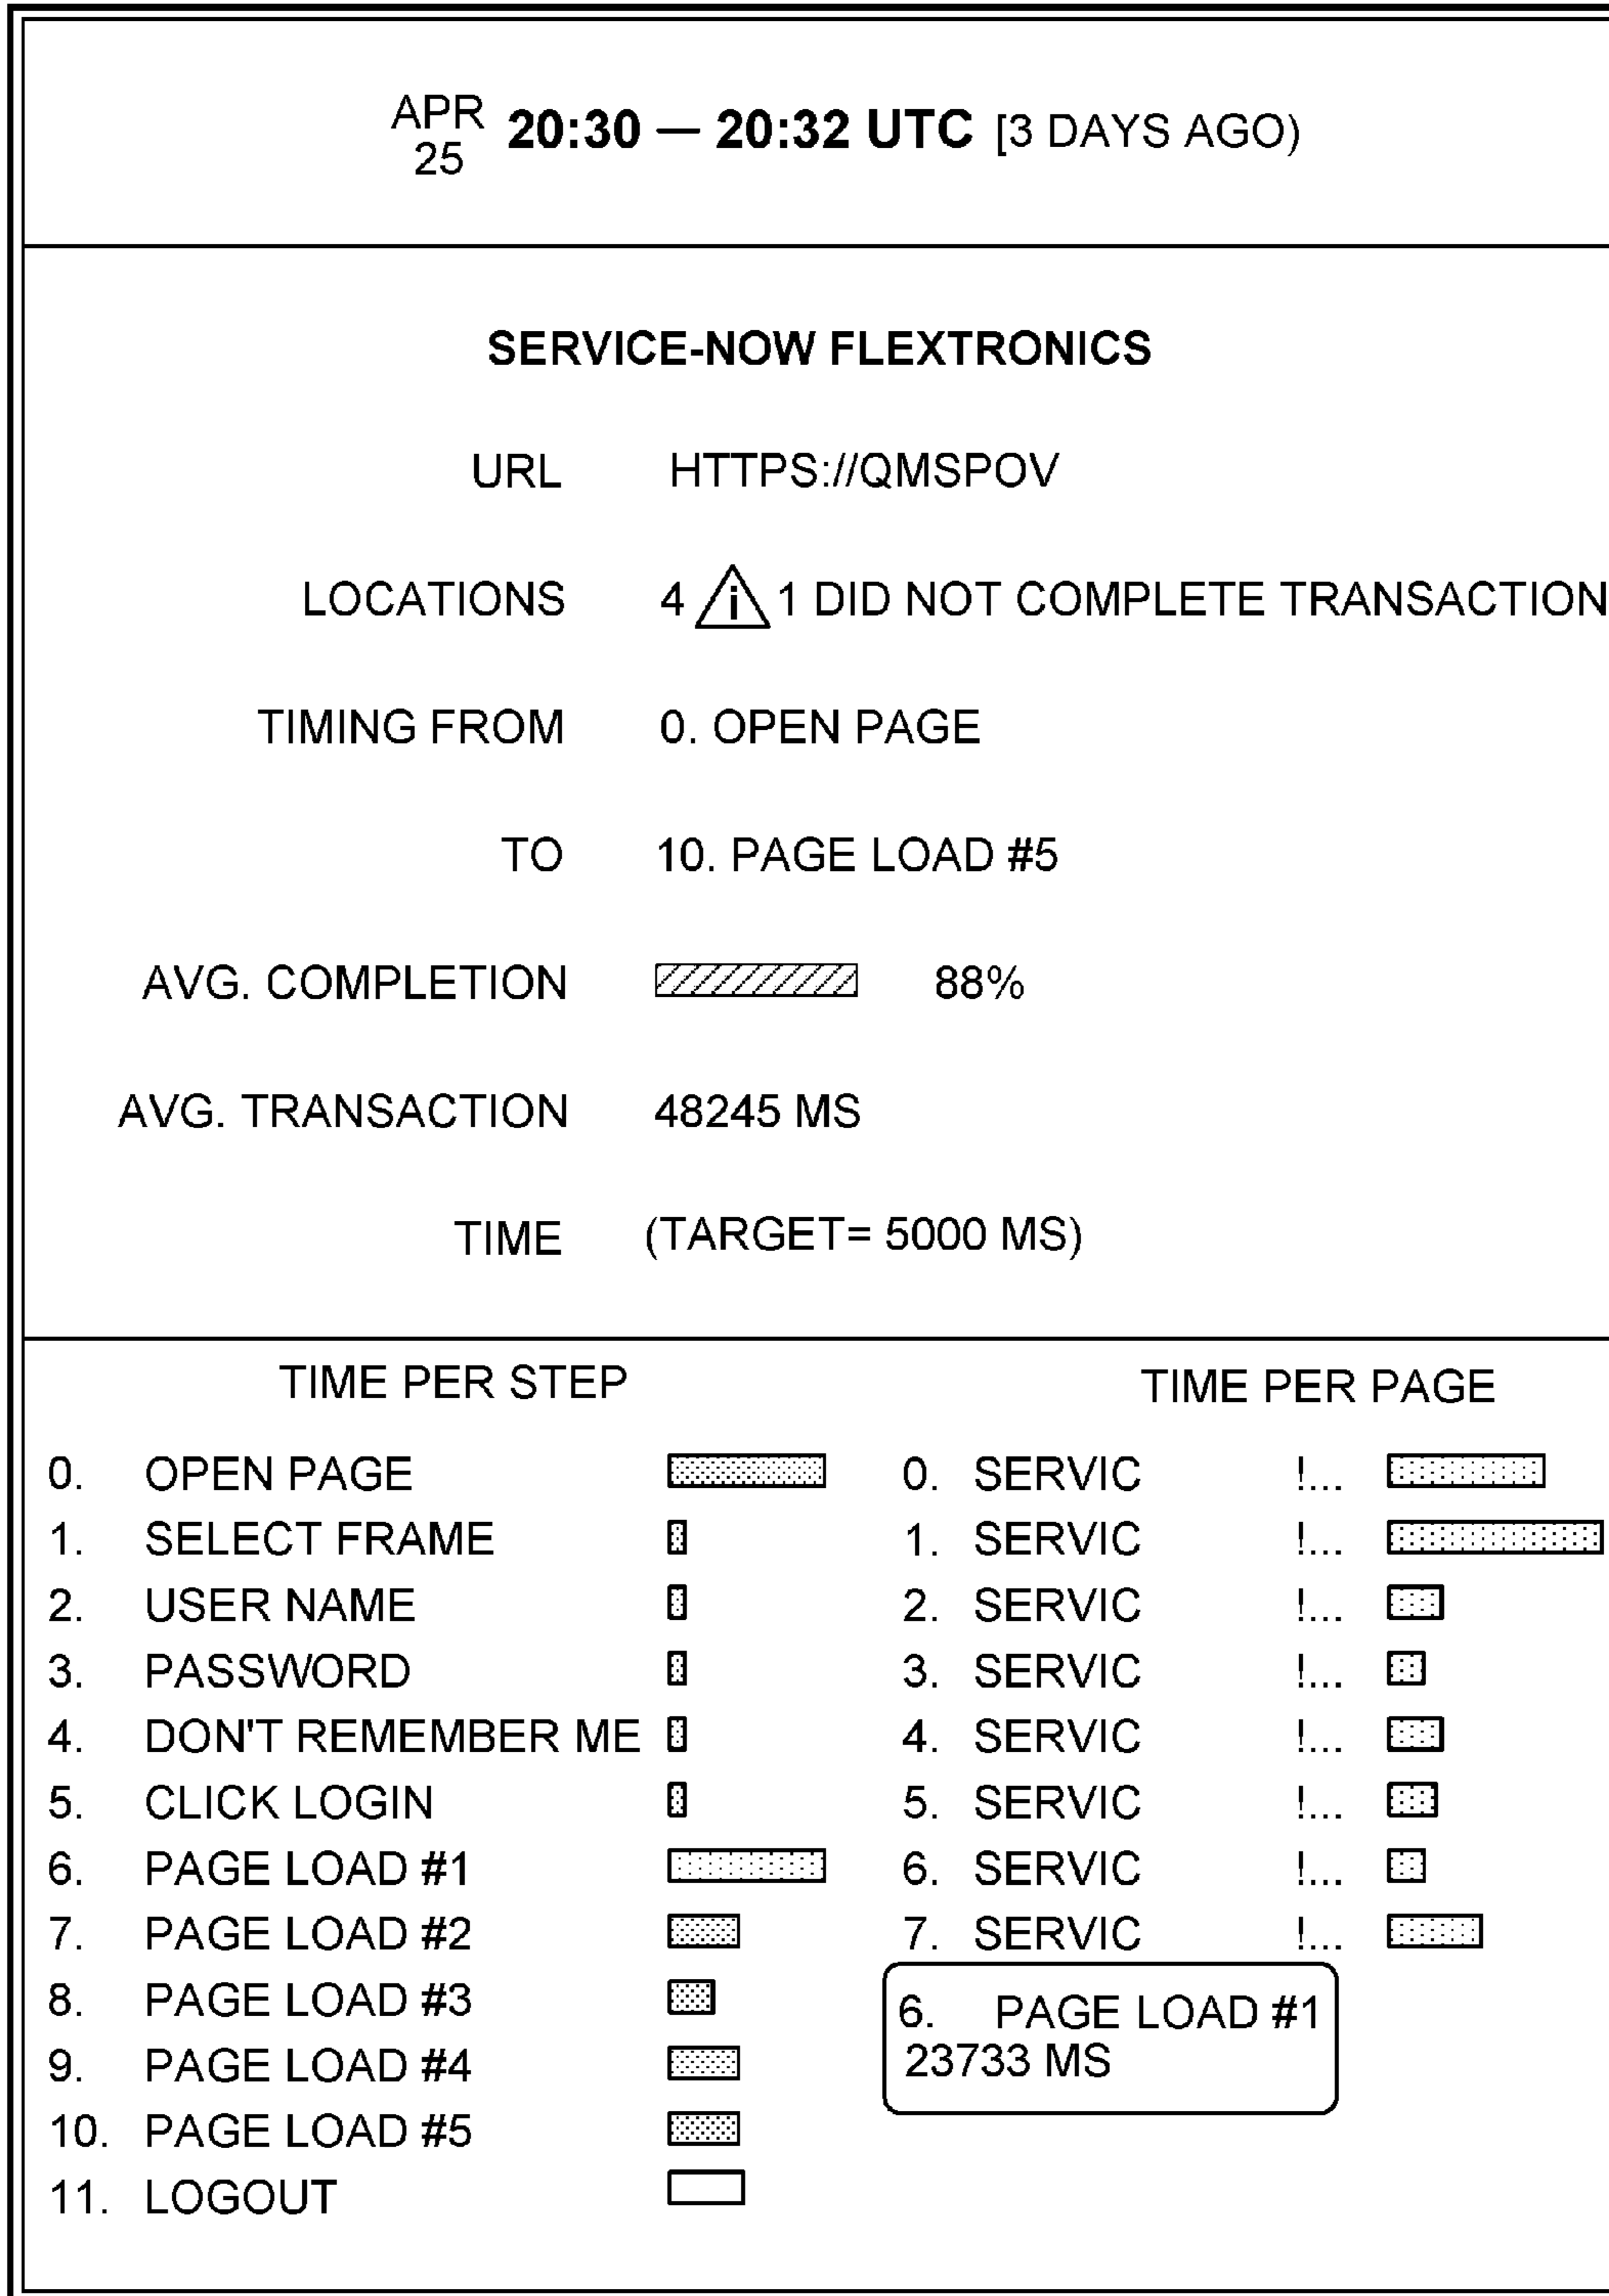 APR
25
20:30 — 20:32 UTC [3 DAYS AGO)
SERVICE-NOW FLEXTRONICS
URL HTTPS://QMSPOV
LOCATIONS 4 i 1 DID NOT COMPLETE TRANSACTION
TIMING FROM 0. OPEN PAGE
TO 10. PAGE LOAD #5
AVG. COMPLETION 88%
AVG. TRANSACTION 48245 MS
TIME (TARGET= 5000 MS)
TIME PER STEP
0. OPEN PAGE
1. SELECT FRAME
2. USER NAME
3. PASSWORD
4. DON'T REMEMBER ME
5. CLICK LOGIN
6. PAGE LOAD #1
7. PAGE LOAD #2
8. PAGE LOAD #3
9. PAGE LOAD #4
10. PAGE LOAD #5
11. LOGOUT
TIME PER PAGE
0. SERVIC !...
1. SERVIC !...
2. SERVIC !...
3. SERVIC !...
4. SERVIC !...
5. SERVIC !...
6. SERVIC !...
7. SERVIC !...
6. PAGE LOAD #1
23733 MS